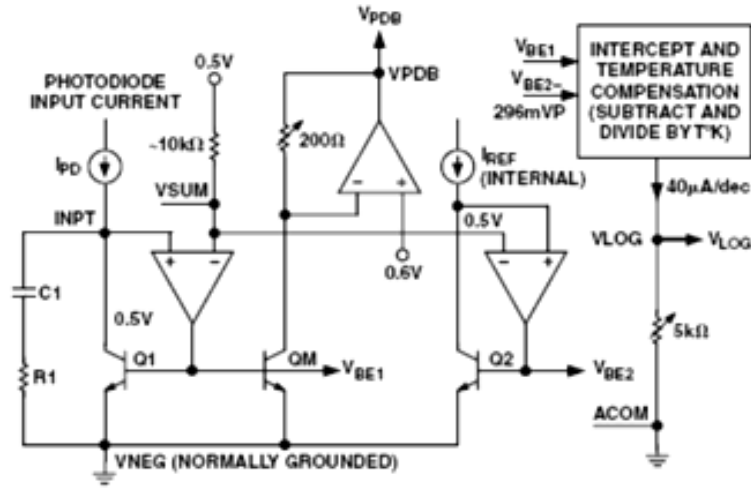 VPDB
0.5V
VPDB
PHOTODIODE
INPUT CURRENT
~10kΩ
200Ω
IPD
VSUM
INPT
IREF
(INTERNAL)
0.5V
- +
0.6V
+ -
- +
C1
0.5V
R1
Q1
QM
VBE1
Q2
VBE2
VNEG (NORMALLY GROUNDED)
VBE1
VBE2-
296mVP
INTERCEPT AND
TEMPERATURE
COMPENSATION
(SUBTRACT AND
DIVIDE BY T°K)
40µA/dec
VLOG
VLOG
5kΩ
ACOM